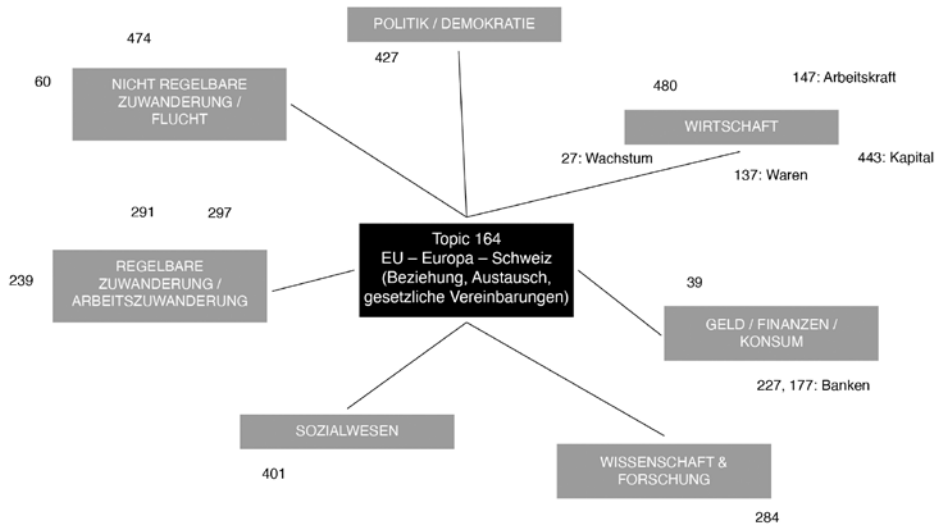 POLITIK / DEMOKRATIE
427
474
60
NICHT REGELBARE
ZUWANDERUNG /
FLUCHT
480
147: Arbeitskraft
WIRTSCHAFT
27: Wachstum
443: Kapital
137: Waren
291
297
239
REGELBARE
ZUWANDERUNG /
ARBEITSZUWANDERUNG
Topic 164
EU – Europa – Schweiz
(Beziehung, Austausch,
gesetzliche Vereinbarungen)
39
GELD / FINANZEN /
KONSUM
227, 177: Banken
SOZIALWESEN
401
WISSENSCHAFT &
FORSCHUNG
284